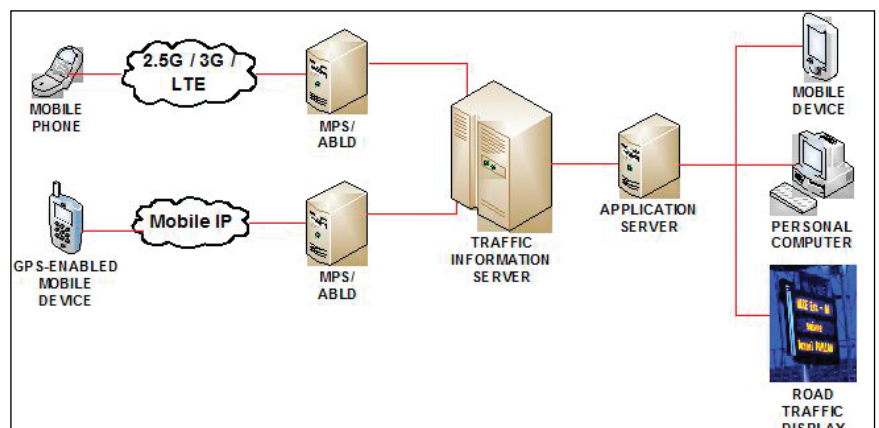 2.5G / 3G /
LTE
MOBILE
PHONE
MPS/
ABLD
Mobile IP
GPS-ENABLED
MOBILE
DEVICE
MPS/
ABLD
TRAFFIC
INFORMATION
SERVER
APPLICATION
SERVER
MOBILE
DEVICE
PERSONAL
COMPUTER
ROAD
TRAFFIC
DISPLAY